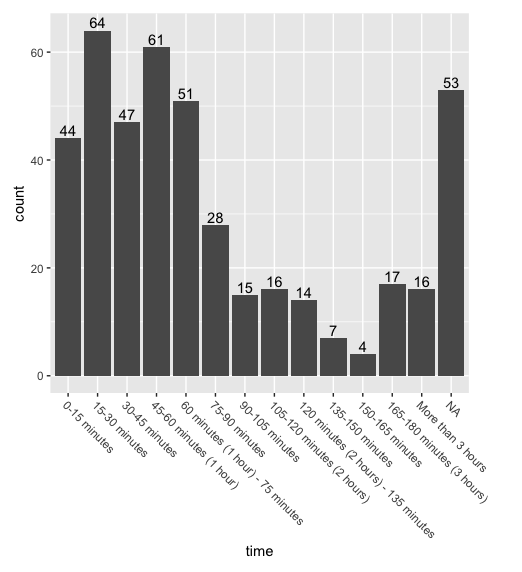 64
61
60
53
51
47
44
40
28
20
17
16
16
15
14
7
4
0
count
0-15 minutes
15-30 minutes
30-45 minutes
45-60 minutes (1 hour)
60 minutes (1 hour) - 75 minutes
75-90 minutes
90-105 minutes
105-120 minutes (2 hours)
120 minutes (2 hours) - 135 minutes
135-150 minutes
150-165 minutes
165-180 minutes (3 hours)
More than 3 hours
NA
time